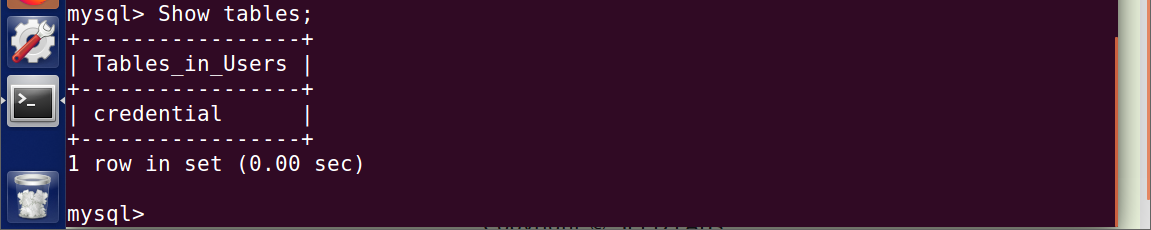 mysql> Show tables;
+-----------------+
| Tables_in_Users |
+-----------------+
| credential      |
+-----------------+
1 row in set (0.00 sec)
mysql>